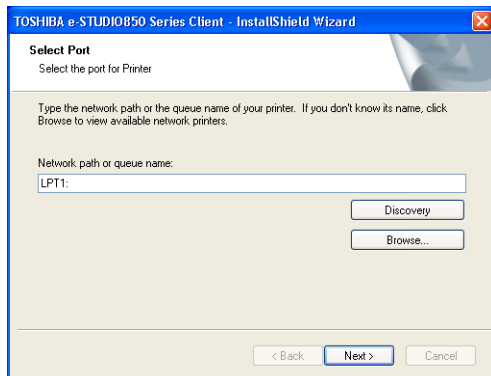 TOSHIBA e-STUDIO850 Series Client - InstallShield Wizard
Select Port
Select the port for Printer
Type the network path or the queue name of your printer. If you don't know its name, click
Browse to view available network printers.
Network path or queue name:
LPT1:
Discovery
Browse...
< Back
Next >
Cancel